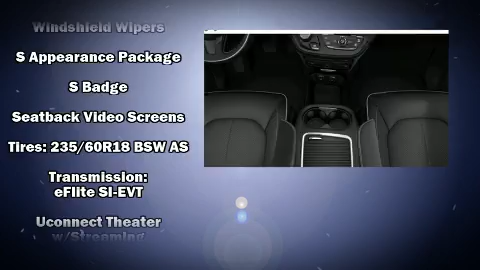 Windshield Wipers
S Appearance Package
S Badge
Seatback Video Screens
Tires: 235/60R18 BSW AS
Transmission:
eFlite SI-EVT
Uconnect Theater
w/Streaming